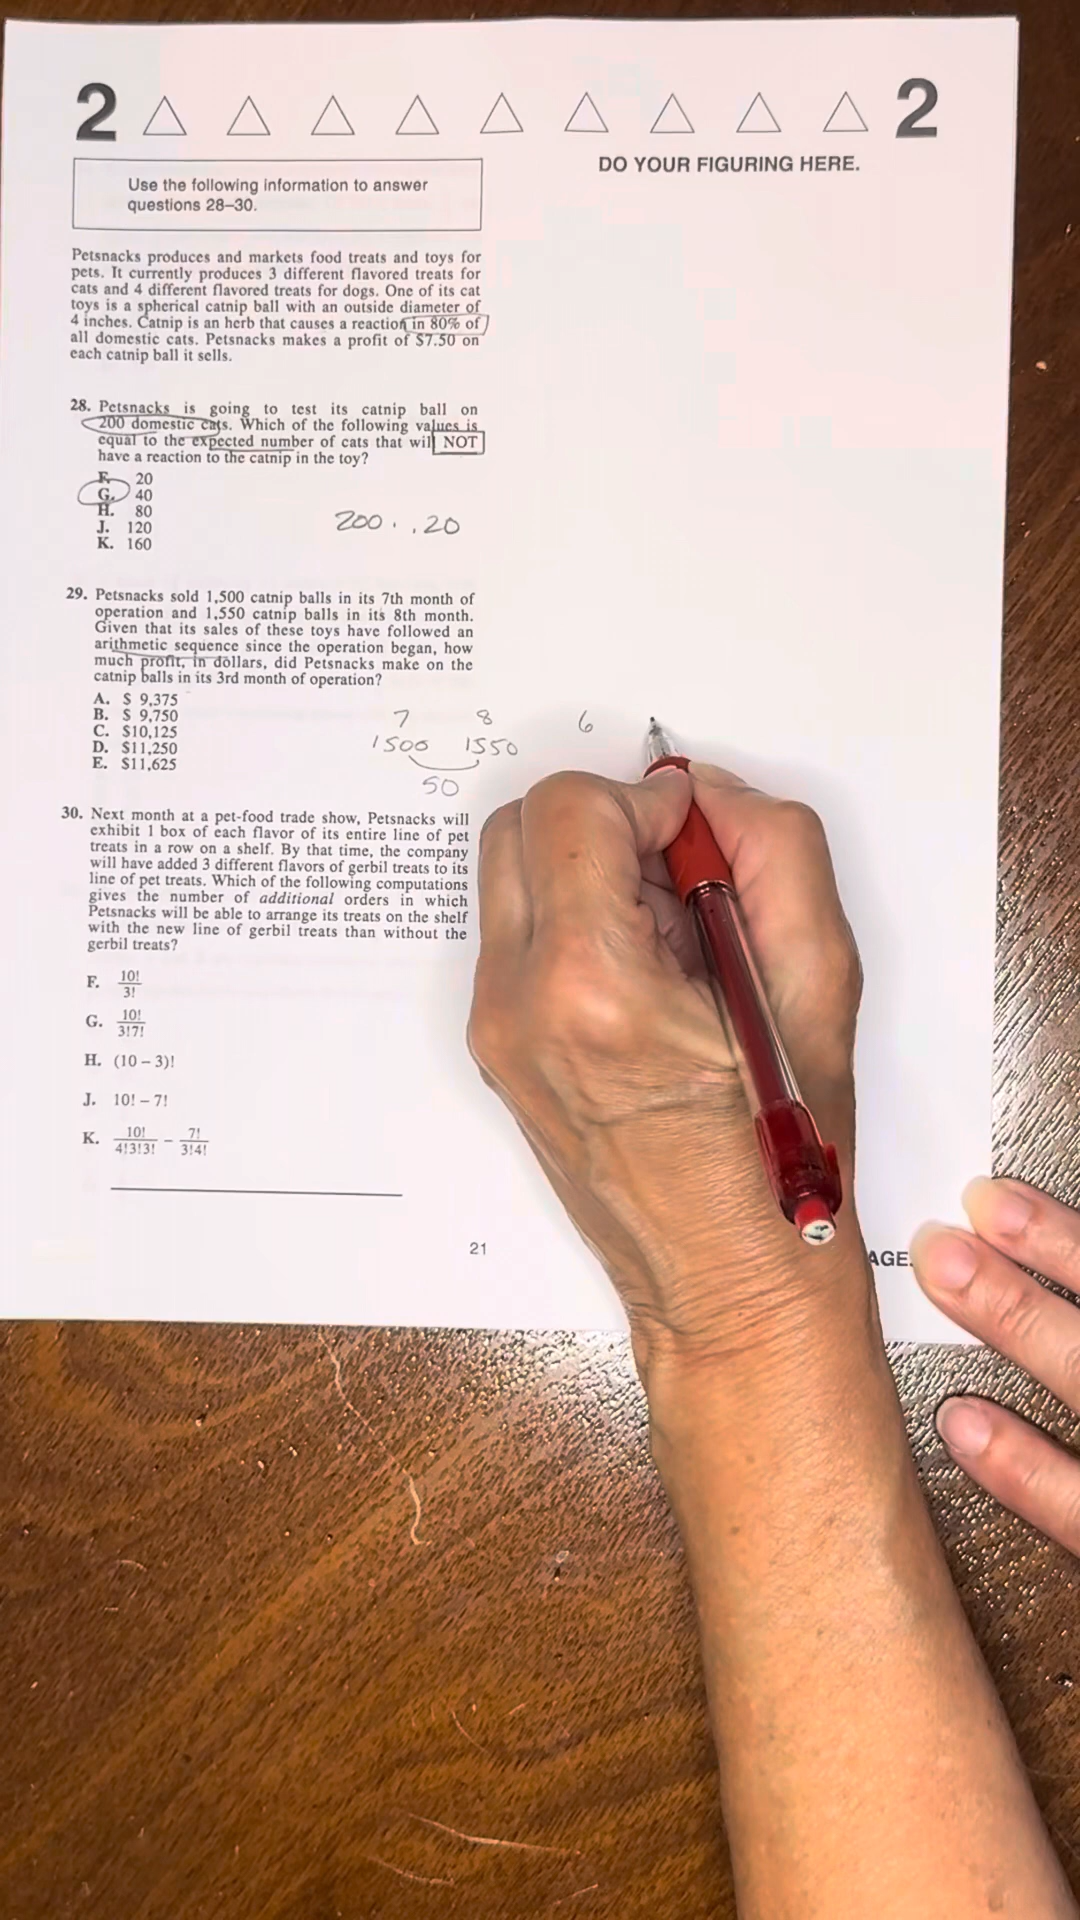 2 2
DO YOUR FIGURING HERE.
Use the following information to answer
questions 28–30.
Petsnacks produces and markets food treats and toys for
pets. It currently produces 3 different flavored treats for
cats and 4 different flavored treats for dogs. One of its cat
toys is a spherical catnip ball with an outside diameter of
4 inches. Catnip is an herb that causes a reaction in 80% of
all domestic cats. Petsnacks makes a profit of $7.50 on
each catnip ball it sells.
28. Petsnacks is going to test its catnip ball on
200 domestic cats. Which of the following values is
equal to the expected number of cats that will NOT
have a reaction to the catnip in the toy?
F. 20
G. 40
H. 80
J. 120
K. 160
200 . .20
29. Petsnacks sold 1,500 catnip balls in its 7th month of
operation and 1,550 catnip balls in its 8th month.
Given that its sales of these toys have followed an
arithmetic sequence since the operation began, how
much profit, in dollars, did Petsnacks make on the
catnip balls in its 3rd month of operation?
A. $ 9,375
B. $ 9,750
C. $10,125
D. $11,250
E. $11,625
7 8 6
1500 1550
50
30. Next month at a pet-food trade show, Petsnacks will
exhibit 1 box of each flavor of its entire line of pet
treats in a row on a shelf. By that time, the company
will have added 3 different flavors of gerbil treats to its
line of pet treats. Which of the following computations
gives the number of additional orders in which
Petsnacks will be able to arrange its treats on the shelf
with the new line of gerbil treats than without the
gerbil treats?
F. 10!/3!
G. 10!/3!7!
H. (10 – 3)!
J. 10! – 7!
K. 10!/4!3!3! – 7!/3!4!
21
AGE.